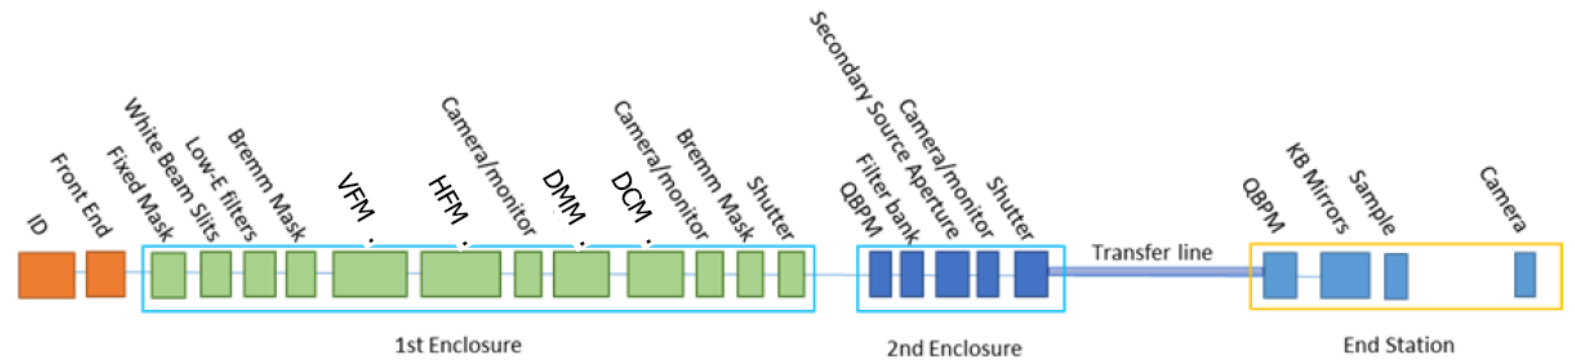 ID
Front End
Fixed Mask
White Beam Slits
Low-E filters
Bremm Mask
VFM
HFM
Camera/monitor
DMM
DCM
Camera/monitor
Bremm Mask
Shutter
QBPM
Filter bank
Secondary Source Aperture
Camera/monitor
Shutter
Transfer line
QBPM
KB Mirrors
Sample
Camera
1st Enclosure
2nd Enclosure
End Station